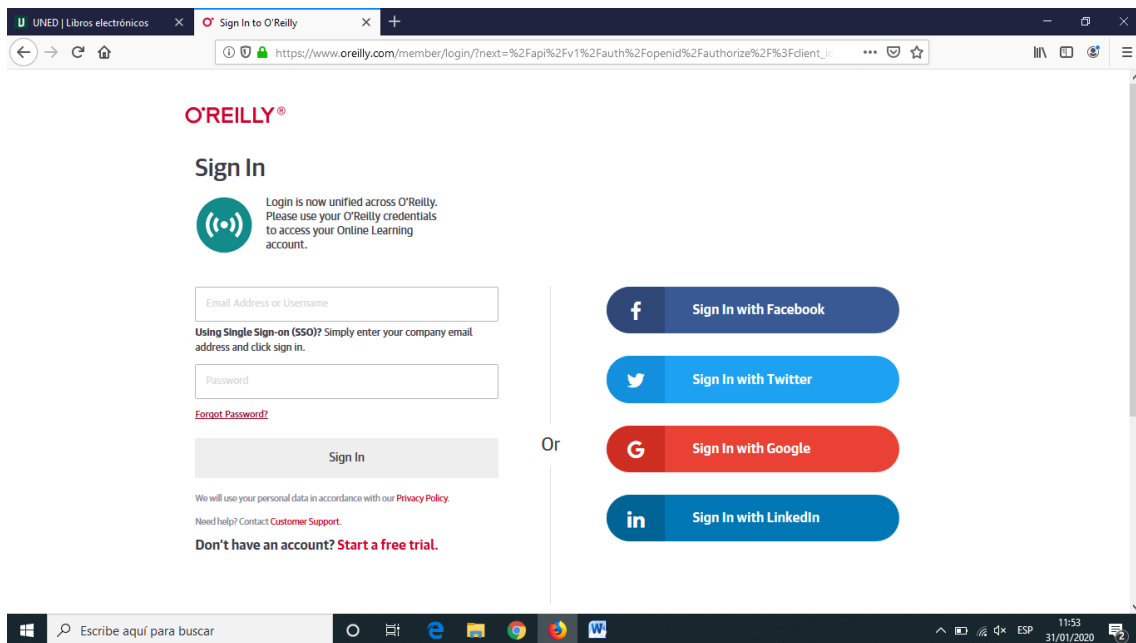 UNED | Libros electrónicos
Sign In to O'Reilly
https://www.oreilly.com/member/login/?next=%2Fapi%2Fv1%2Fauth%2Fopenid%2Fauthorize%2F%3Fclient_id
O'REILLY®
Sign In
Login is now unified across O'Reilly.
Please use your O'Reilly credentials
to access your Online Learning
account.
Email Address or Username
Using Single Sign-on (SSO)? Simply enter your company email
address and click sign in.
Password
Forgot Password?
Sign In
We will use your personal data in accordance with our Privacy Policy.
Need help? Contact Customer Support.
Don't have an account? Start a free trial.
Or
Sign In with Facebook
Sign In with Twitter
Sign In with Google
Sign In with LinkedIn
Escribe aquí para buscar
ESP
11:53
31/01/2020
2